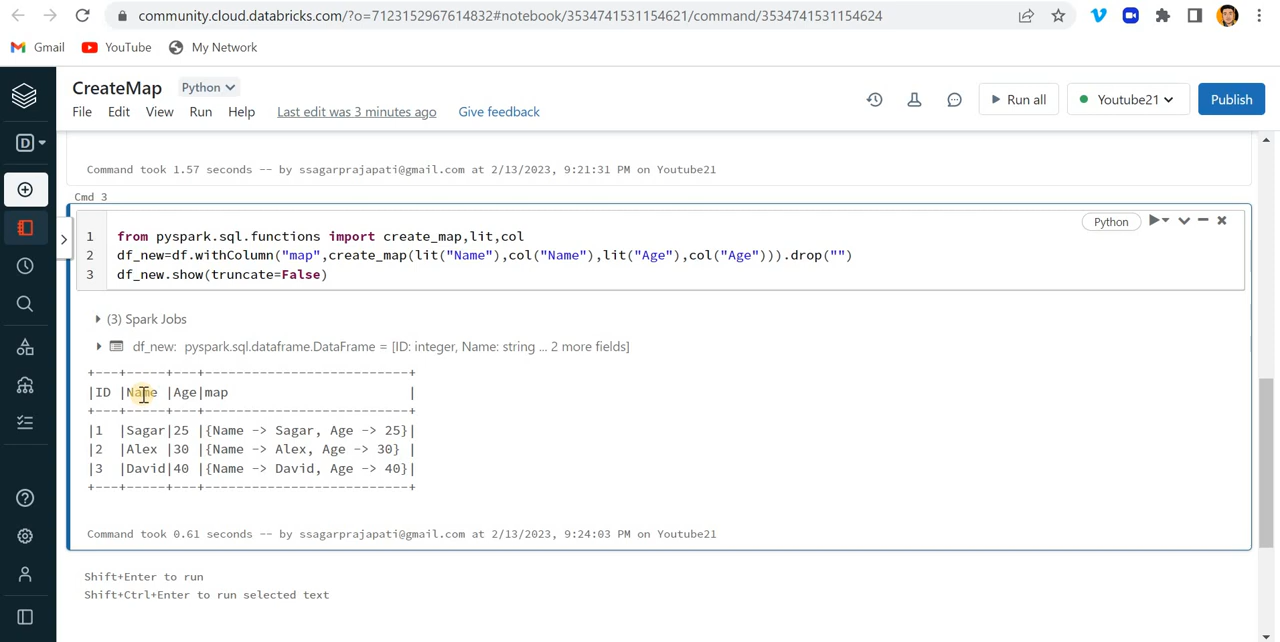 community.cloud.databricks.com/?o=7123152967614832#notebook/3534741531154621/command/3534741531154624
Gmail YouTube My Network
CreateMap Python
File Edit View Run Help Last edit was 3 minutes ago Give feedback
Run all Youtube21 Publish
D
Command took 1.57 seconds -- by ssagarprajapati@gmail.com at 2/13/2023, 9:21:31 PM on Youtube21
Cmd 3
Python
1 from pyspark.sql.functions import create_map,lit,col
2 df_new=df.withColumn("map",create_map(lit("Name"),col("Name"),lit("Age"),col("Age"))).drop("")
3 df_new.show(truncate=False)
(3) Spark Jobs
df_new: pyspark.sql.dataframe.DataFrame = [ID: integer, Name: string ... 2 more fields]
+---+-----+---+--------------------------+
|ID |Name |Age|map                       |
+---+-----+---+--------------------------+
|1  |Sagar|25 |{Name -> Sagar, Age -> 25}|
|2  |Alex |30 |{Name -> Alex, Age -> 30} |
|3  |David|40 |{Name -> David, Age -> 40}|
+---+-----+---+--------------------------+
Command took 0.61 seconds -- by ssagarprajapati@gmail.com at 2/13/2023, 9:24:03 PM on Youtube21
Shift+Enter to run
Shift+Ctrl+Enter to run selected text